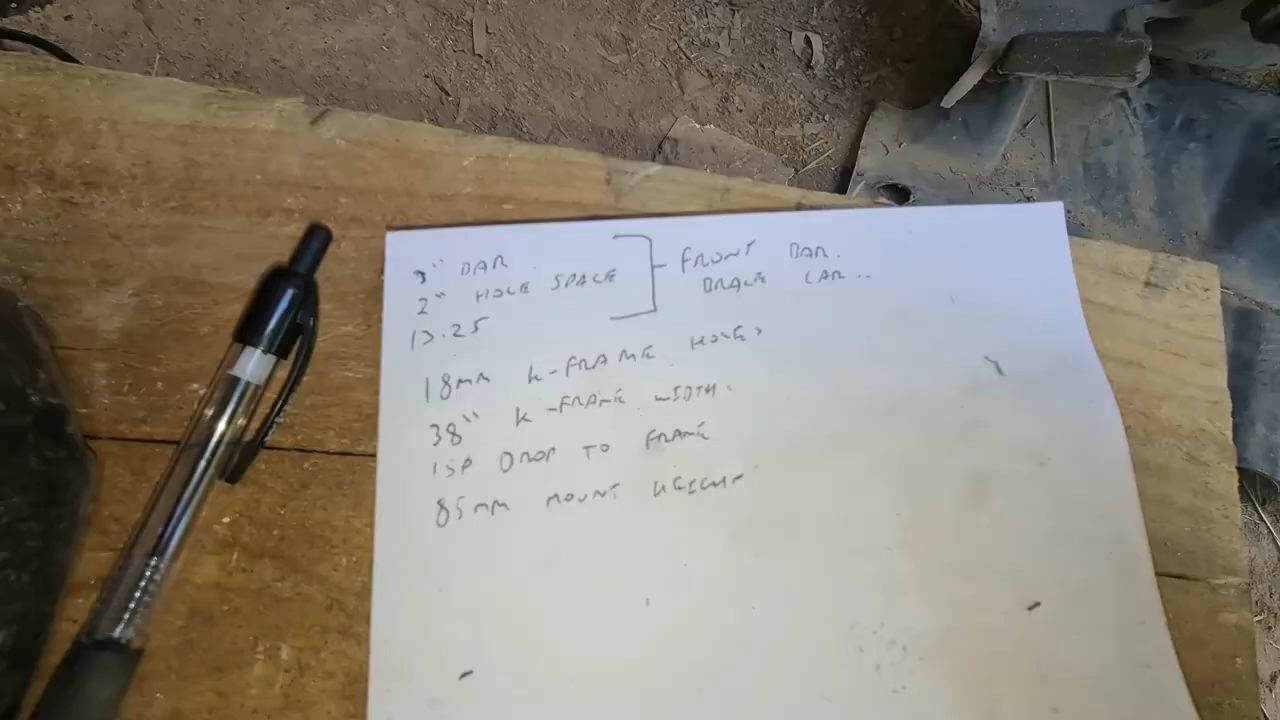 3" BAR
2" HOLE SPACE
13.25
FRONT BAR.
BRACE CAR..
18mm K-FRAME HOLES
38" K-FRAME WIDTH.
DROP TO FRAME
85mm MOUNT HEIGHT